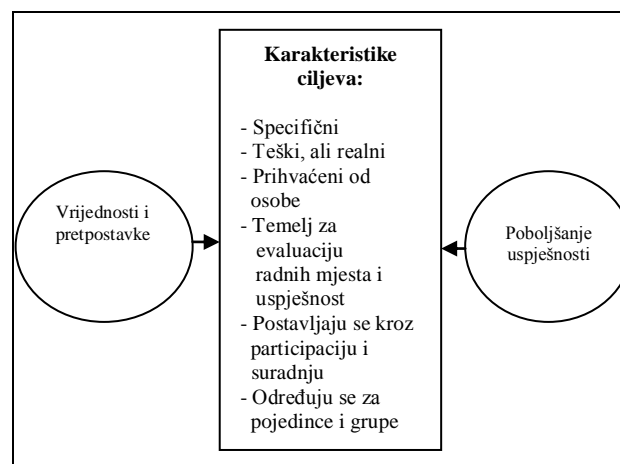 Vrijednosti i
pretpostavke
Karakteristike
ciljeva:
- Specifični
- Teški, ali realni
- Prihvaćeni od
osobe
- Temelj za
evaluaciju
radnih mjesta i
uspješnost
- Postavljaju se kroz
participaciju i
suradnju
- Određuju se za
pojedince i grupe
Poboljšanje
uspješnosti